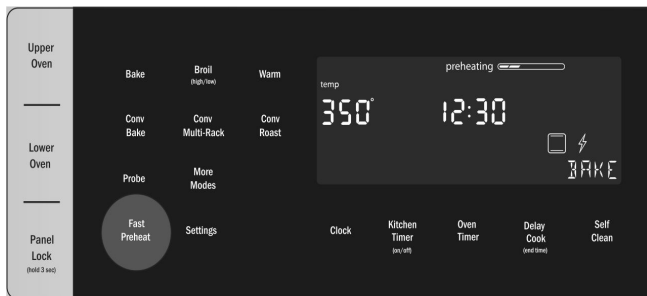 Upper
Oven
Lower
Oven
Panel
Lock
(hold 3 sec)
Bake
Broil
(high/low)
Warm
Conv
Bake
Conv
Multi-Rack
Conv
Roast
Probe
More
Modes
Fast
Preheat
Settings
preheating
temp
350° 12:30
BAKE
Clock
Kitchen
Timer
(on/off)
Oven
Timer
Delay
Cook
(end time)
Self
Clean